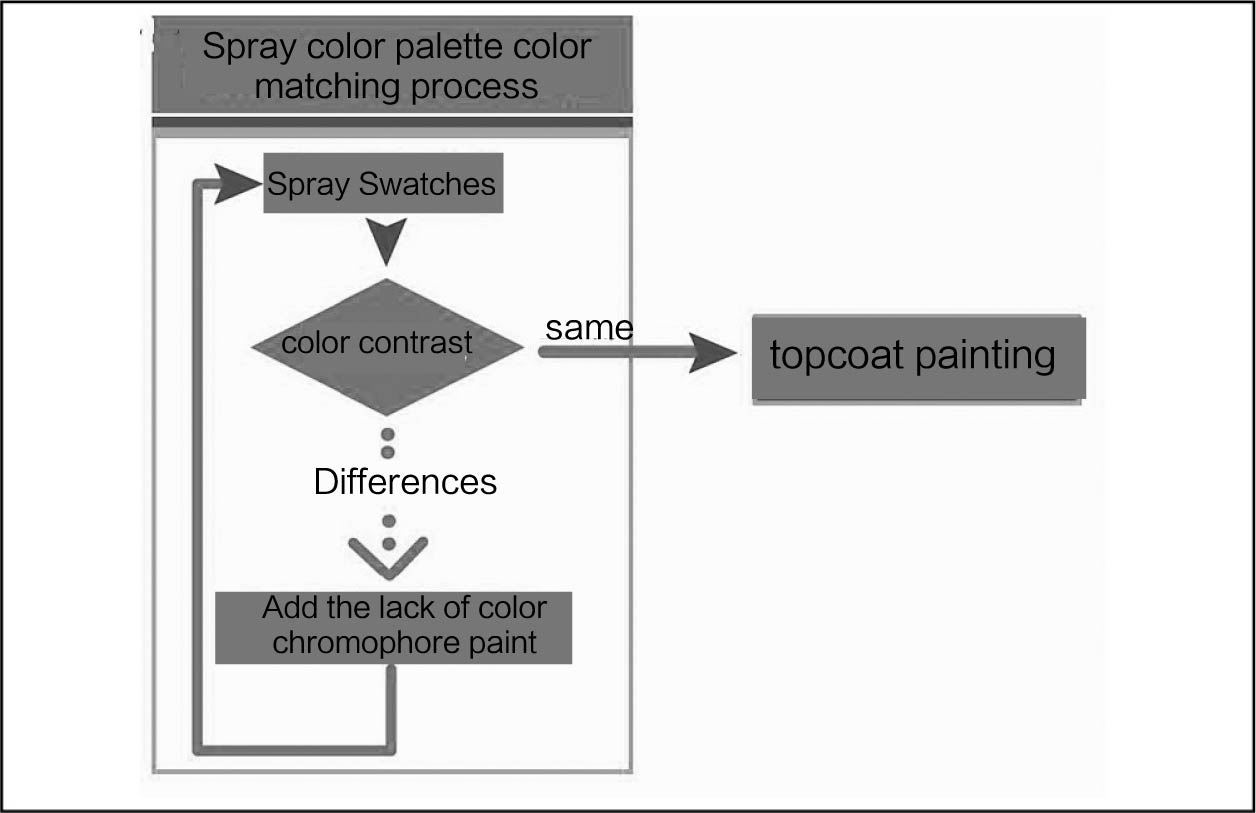 Spray color palette color
matching process
Spray Swatches
color contrast
same
topcoat painting
Differences
Add the lack of color
chromophore paint